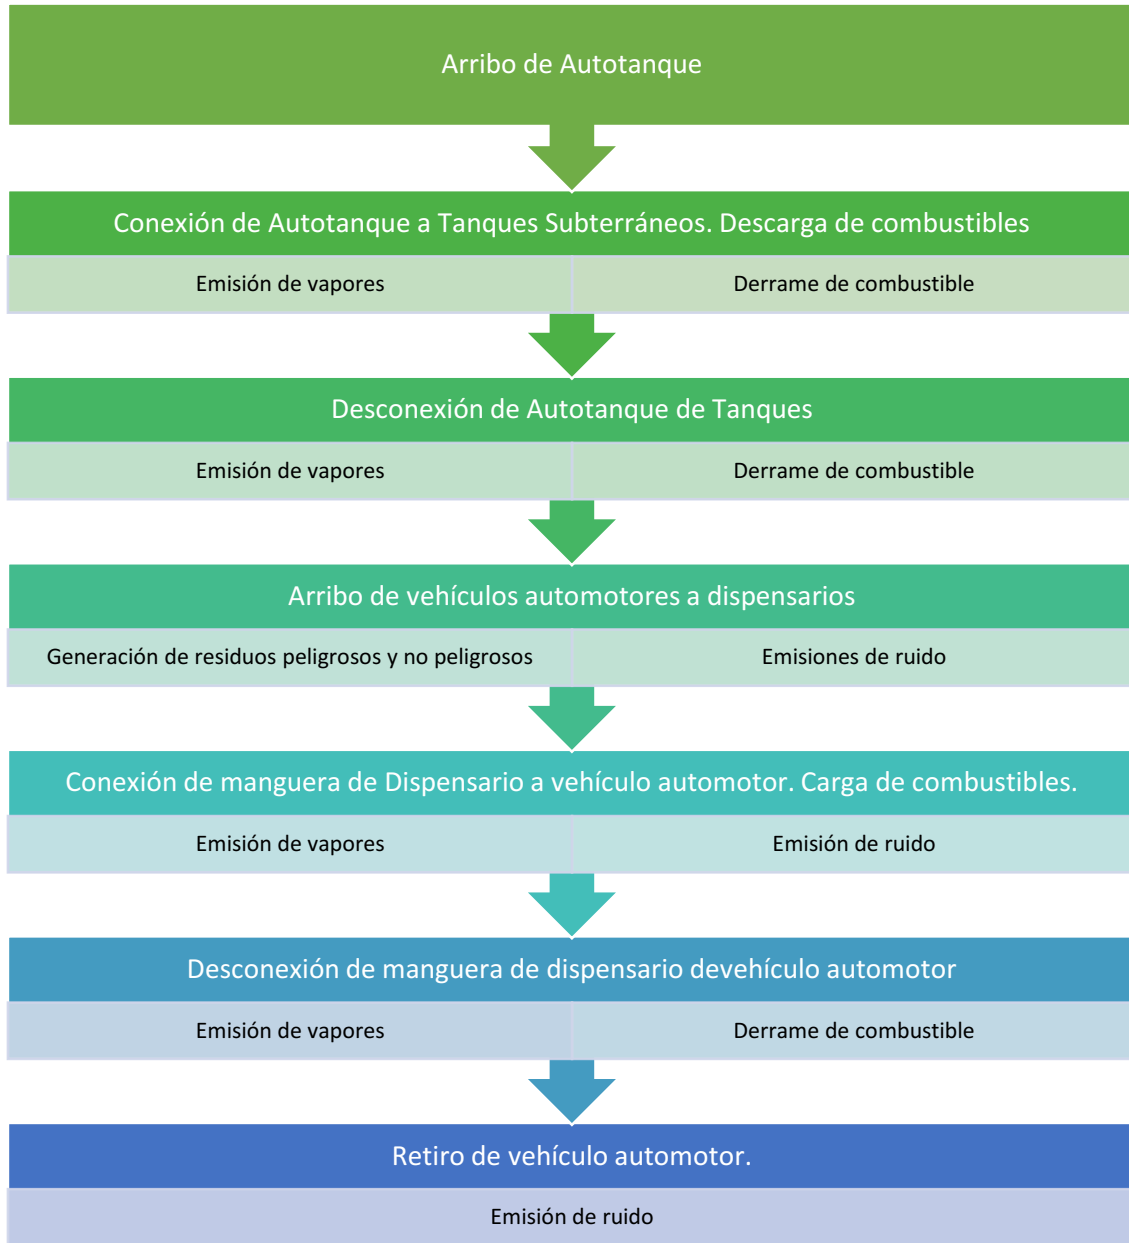 Arribo de Autotanque
Conexión de Autotanque a Tanques Subterráneos. Descarga de combustibles
Emisión de vapores
Derrame de combustible
Desconexión de Autotanque de Tanques
Emisión de vapores
Derrame de combustible
Arribo de vehículos automotores a dispensarios
Generación de residuos peligrosos y no peligrosos
Emisiones de ruido
Conexión de manguera de Dispensario a vehículo automotor. Carga de combustibles.
Emisión de vapores
Emisión de ruido
Desconexión de manguera de dispensario devehículo automotor
Emisión de vapores
Derrame de combustible
Retiro de vehículo automotor.
Emisión de ruido